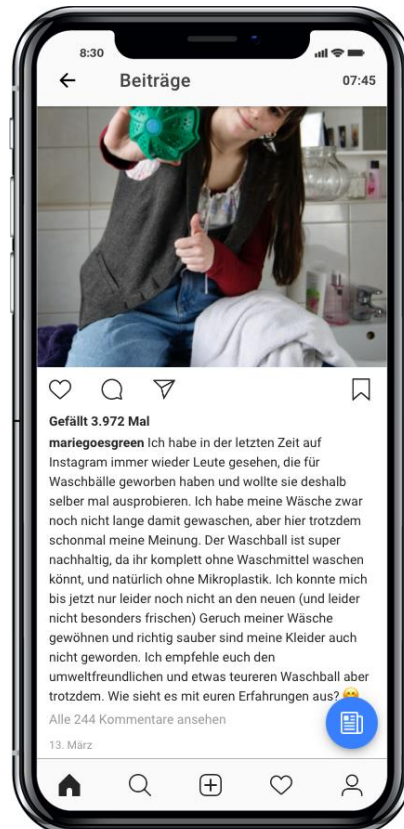 8:30
Beiträge
07:45
Gefällt 3.972 Mal
mariegoesgreen Ich habe in der letzten Zeit auf
Instagram immer wieder Leute gesehen, die für
Waschbälle geworben haben und wollte sie deshalb
selber mal ausprobieren. Ich habe meine Wäsche zwar
noch nicht lange damit gewaschen, aber hier trotzdem
schonmal meine Meinung. Der Waschball ist super
nachhaltig, da ihr komplett ohne Waschmittel waschen
könnt, und natürlich ohne Mikroplastik. Ich konnte mich
bis jetzt nur leider noch nicht an den neuen (und leider
nicht besonders frischen) Geruch meiner Wäsche
gewöhnen und richtig sauber sind meine Kleider auch
nicht geworden. Ich empfehle euch den
umweltfreundlichen und etwas teureren Waschball aber
trotzdem. Wie sieht es mit euren Erfahrungen aus? 😊
Alle 244 Kommentare ansehen
13. März